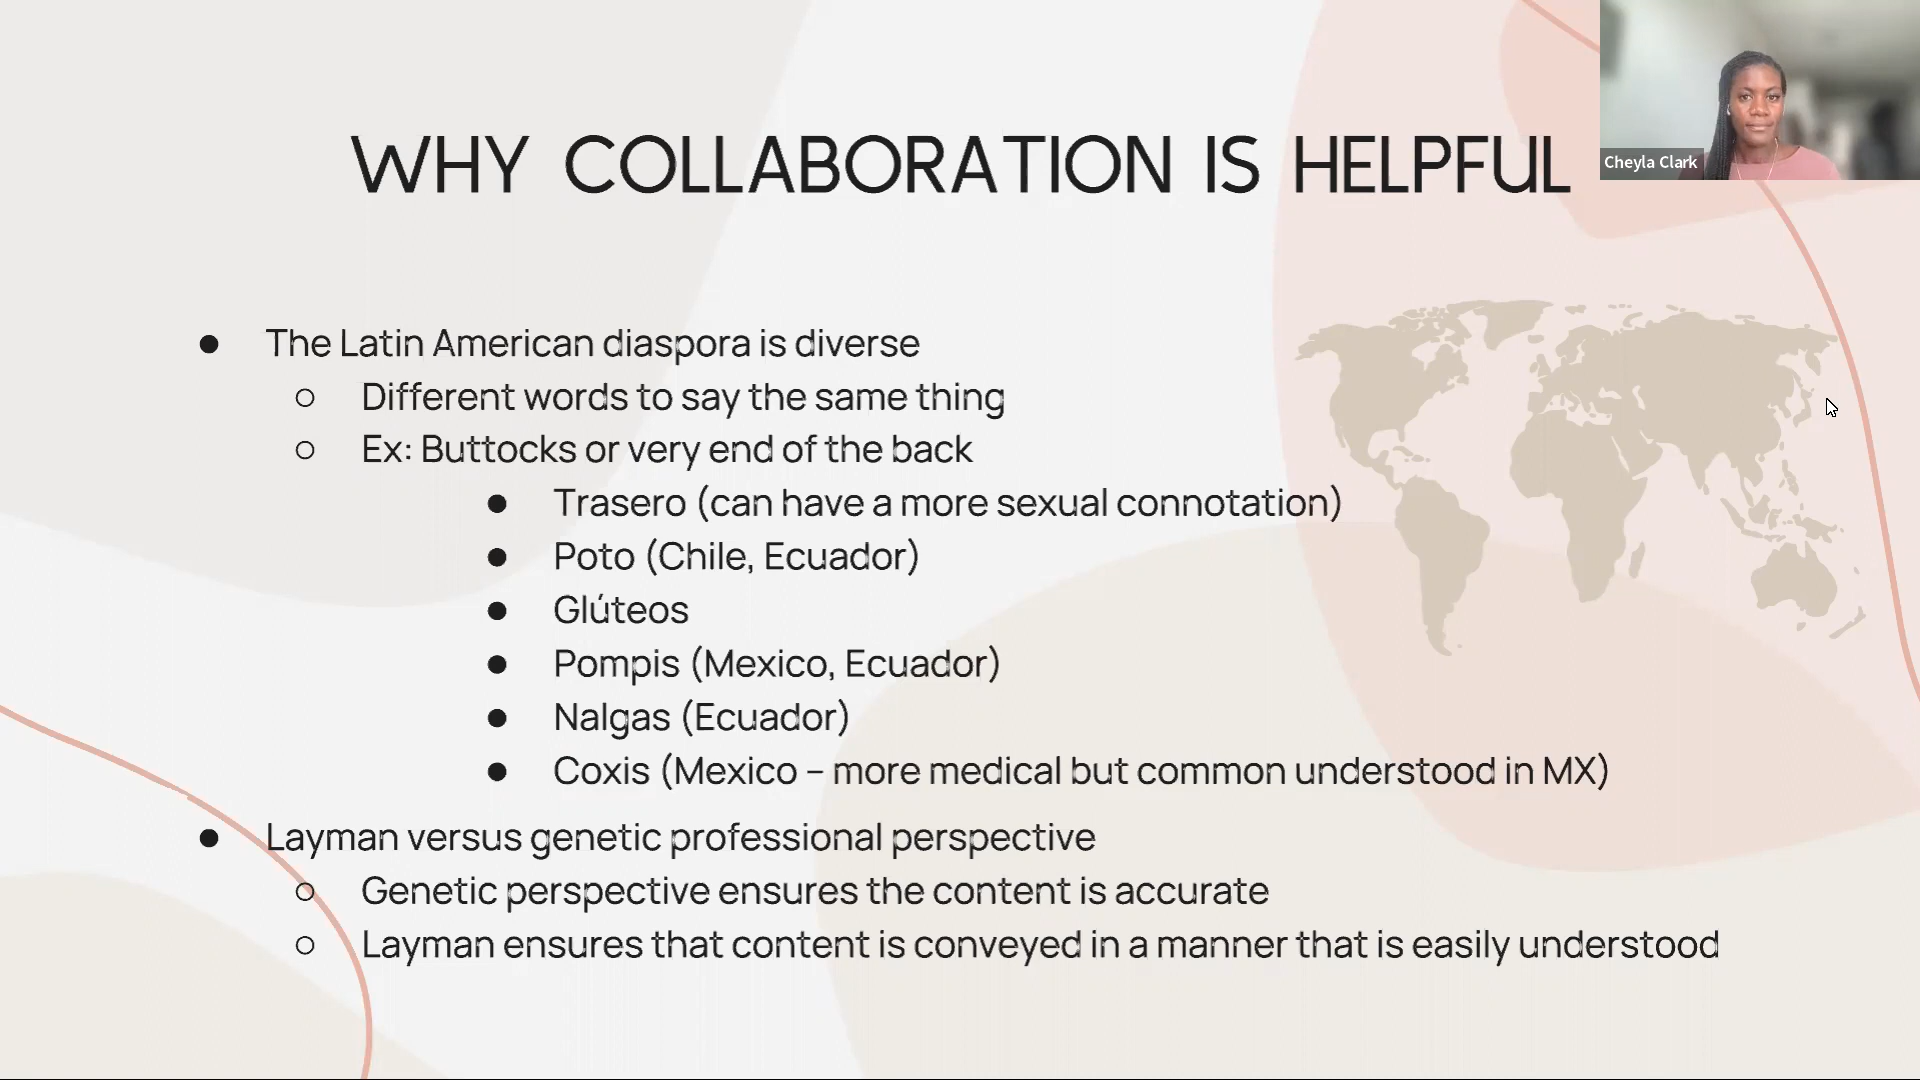 WHY COLLABORATION IS HELPFUL
Cheyla Clark
● The Latin American diaspora is diverse
○ Different words to say the same thing
○ Ex: Buttocks or very end of the back
● Trasero (can have a more sexual connotation)
● Poto (Chile, Ecuador)
● Glúteos
● Pompis (Mexico, Ecuador)
● Nalgas (Ecuador)
● Coxis (Mexico – more medical but common understood in MX)
● Layman versus genetic professional perspective
○ Genetic perspective ensures the content is accurate
○ Layman ensures that content is conveyed in a manner that is easily understood